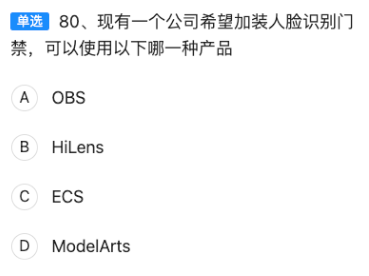 单选 80、现有一个公司希望加装人脸识别门
禁，可以使用以下哪一种产品
A OBS
B HiLens
C ECS
D ModelArts